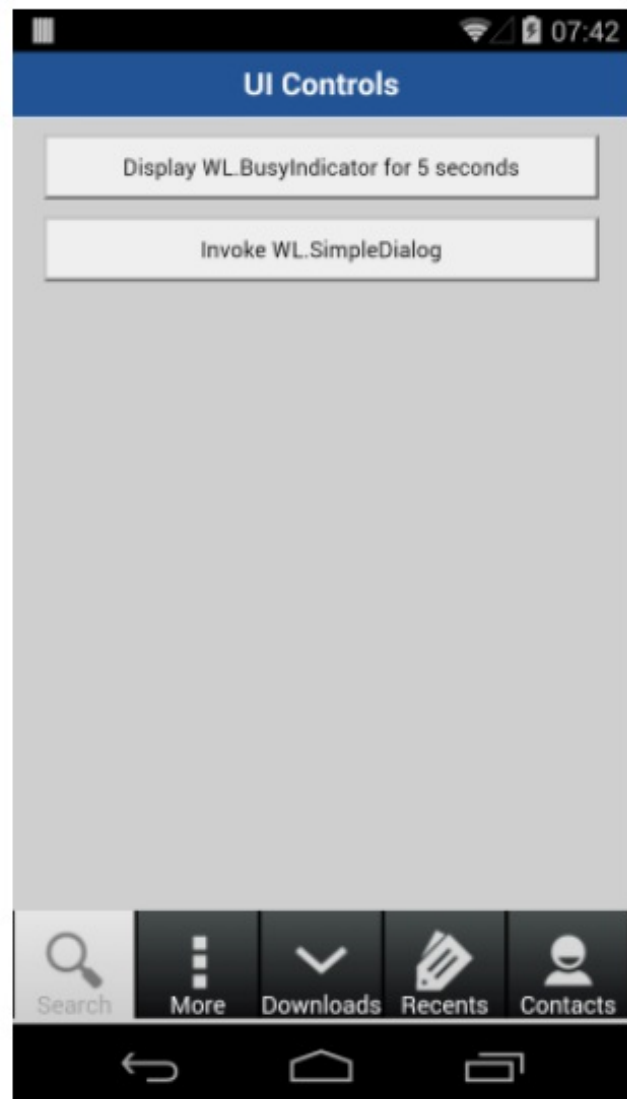 07:42
UI Controls
Display WL.BusyIndicator for 5 seconds
Invoke WL.SimpleDialog
Search More Downloads Recents Contacts